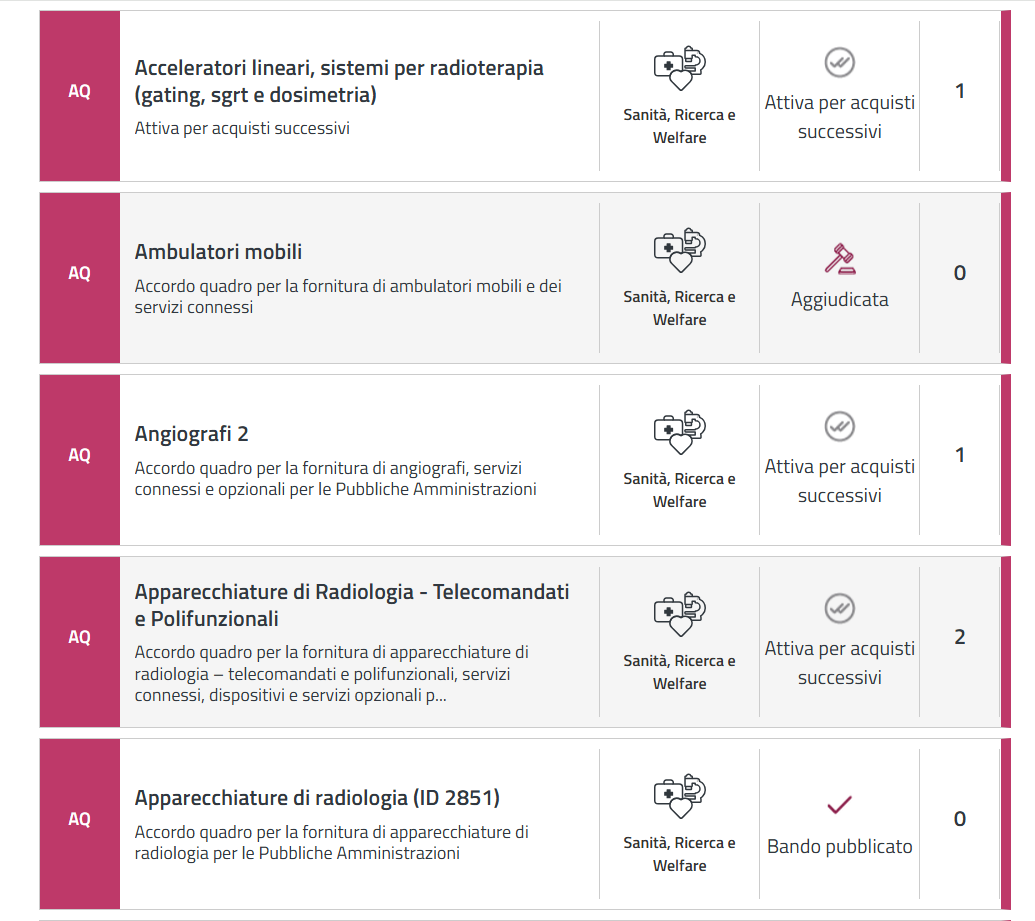 AQ
Acceleratori lineari, sistemi per radioterapia
(gating, sgrt e dosimetria)
Attiva per acquisti successivi
Sanità, Ricerca e
Welfare
Attiva per acquisti
successivi
1
AQ
Ambulatori mobili
Accordo quadro per la fornitura di ambulatori mobili e dei
servizi connessi
Sanità, Ricerca e
Welfare
Aggiudicata
0
AQ
Angiografi 2
Accordo quadro per la fornitura di angiografi, servizi
connessi e opzionali per le Pubbliche Amministrazioni
Sanità, Ricerca e
Welfare
Attiva per acquisti
successivi
1
AQ
Apparecchiature di Radiologia - Telecomandati
e Polifunzionali
Accordo quadro per la fornitura di apparecchiature di
radiologia – telecomandati e polifunzionali, servizi
connessi, dispositivi e servizi opzionali p...
Sanità, Ricerca e
Welfare
Attiva per acquisti
successivi
2
AQ
Apparecchiature di radiologia (ID 2851)
Accordo quadro per la fornitura di apparecchiature di
radiologia per le Pubbliche Amministrazioni
Sanità, Ricerca e
Welfare
Bando pubblicato
0